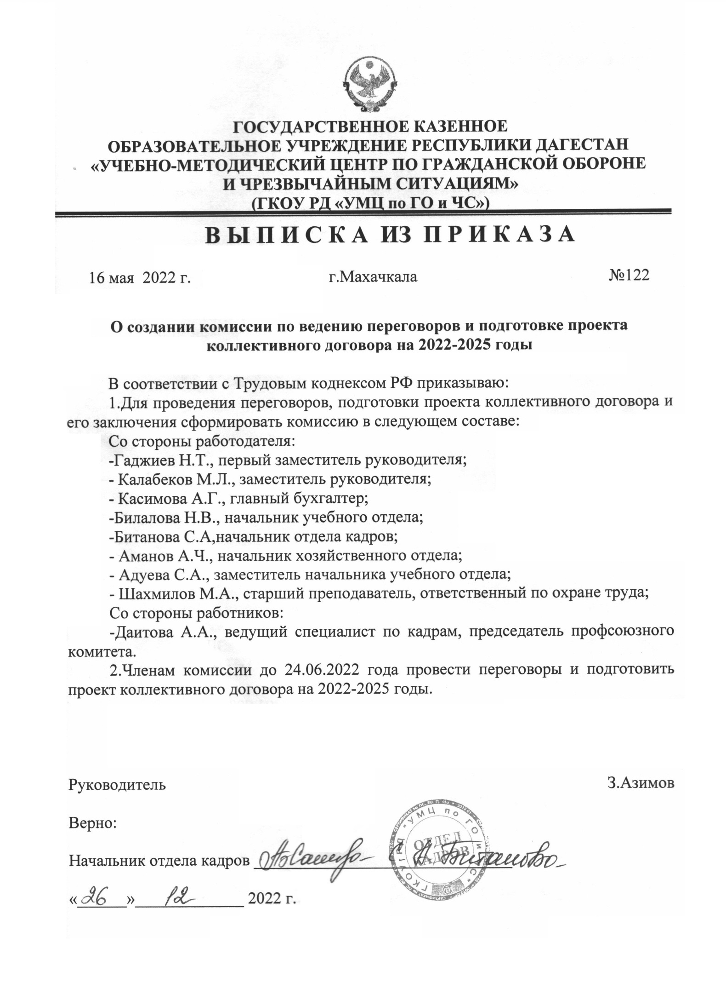 ГОСУДАРСТВЕННОЕ КАЗЕННОЕ
ОБРАЗОВАТЕЛЬНОЕ УЧРЕЖДЕНИЕ РЕСПУБЛИКИ ДАГЕСТАН
«УЧЕБНО-МЕТОДИЧЕСКИЙ ЦЕНТР ПО ГРАЖДАНСКОЙ ОБОРОНЕ
И ЧРЕЗВЫЧАЙНЫМ СИТУАЦИЯМ»
(ГКОУ РД «УМЦ по ГО и ЧС»)
В Ы П И С К А ИЗ П Р И К А З А
16 мая 2022 г. г.Махачкала №122
О создании комиссии по ведению переговоров и подготовке проекта
коллективного договора на 2022-2025 годы
В соответствии с Трудовым коднексом РФ приказываю:
1.Для проведения переговоров, подготовки проекта коллективного договора и
его заключения сформировать комиссию в следующем составе:
Со стороны работодателя:
-Гаджиев Н.Т., первый заместитель руководителя;
- Калабеков М.Л., заместитель руководителя;
- Касимова А.Г., главный бухгалтер;
-Билалова Н.В., начальник учебного отдела;
-Битанова С.А,начальник отдела кадров;
- Аманов А.Ч., начальник хозяйственного отдела;
- Адуева С.А., заместитель начальника учебного отдела;
- Шахмилов М.А., старший преподаватель, ответственный по охране труда;
Со стороны работников:
-Даитова А.А., ведущий специалист по кадрам, председатель профсоюзного
комитета.
2.Членам комиссии до 24.06.2022 года провести переговоры и подготовить
проект коллективного договора на 2022-2025 годы.
Руководитель З.Азимов
Верно:
Начальник отдела кадров С А Битанова
ГКОУ РД "УМЦ по ГО и ЧС"
ОТДЕЛ
КАДРОВ
«26» 12 2022 г.